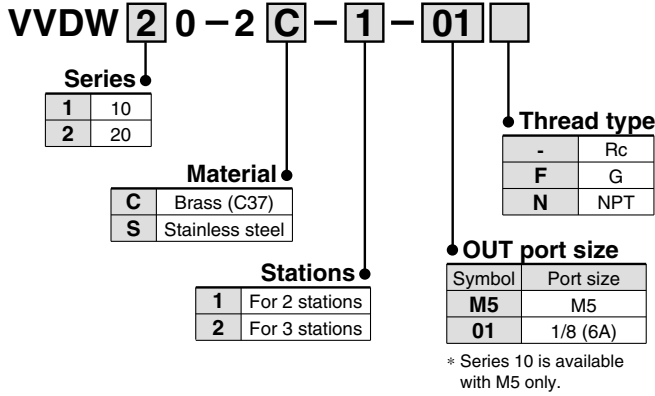 VVDW 2 0 - 2 C - 1 - 01
Series
1 10
2 20
Material
C Brass (C37)
S Stainless steel
Stations
1 For 2 stations
2 For 3 stations
Thread type
- Rc
F G
N NPT
OUT port size
Symbol Port size
M5 M5
01 1/8 (6A)
* Series 10 is available
with M5 only.